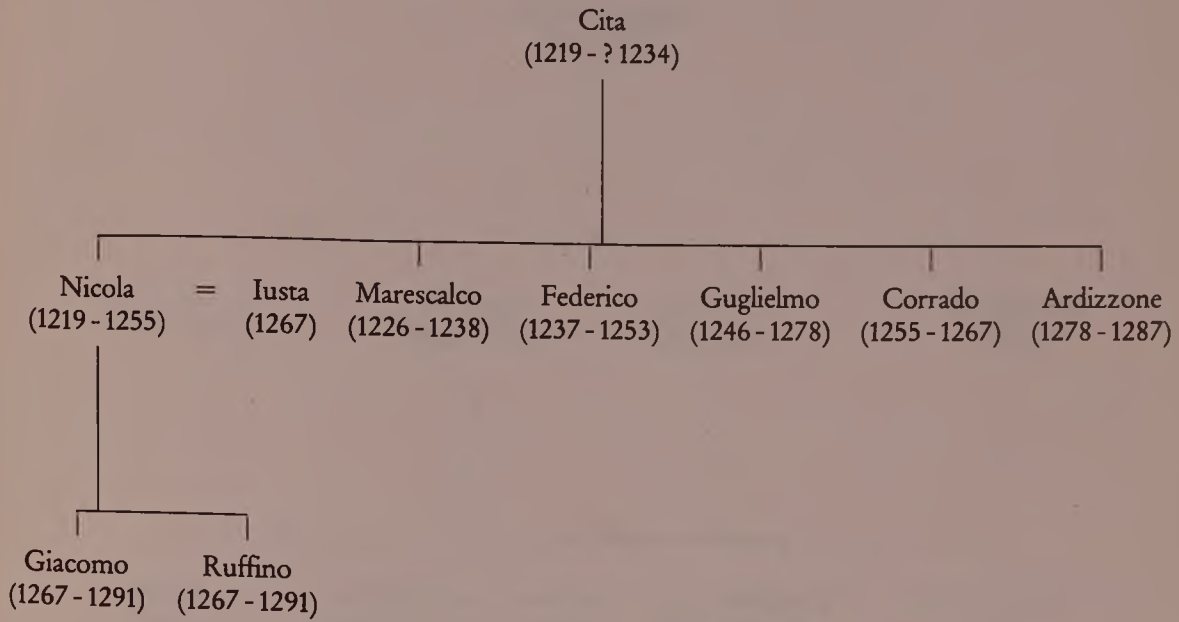 Cita
(1219 - ? 1234)
Nicola = Iusta Marescalco Federico Guglielmo Corrado Ardizzone
(1219 - 1255) (1267) (1226 - 1238) (1237 - 1253) (1246 - 1278) (1255 - 1267) (1278 - 1287)
Giacomo Ruffino
(1267 - 1291) (1267 - 1291)